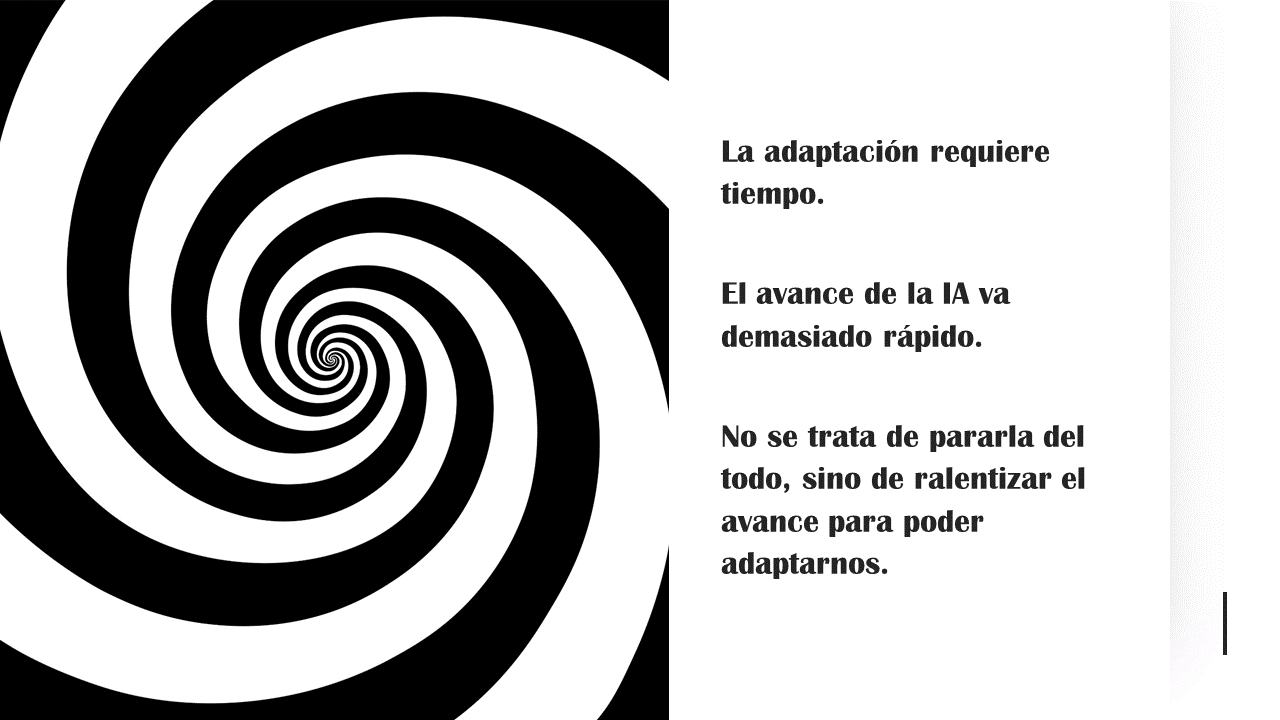 La adaptación requiere
tiempo.
El avance de la IA va
demasiado rápido.
No se trata de pararla del
todo, sino de ralentizar el
avance para poder
adaptarnos.